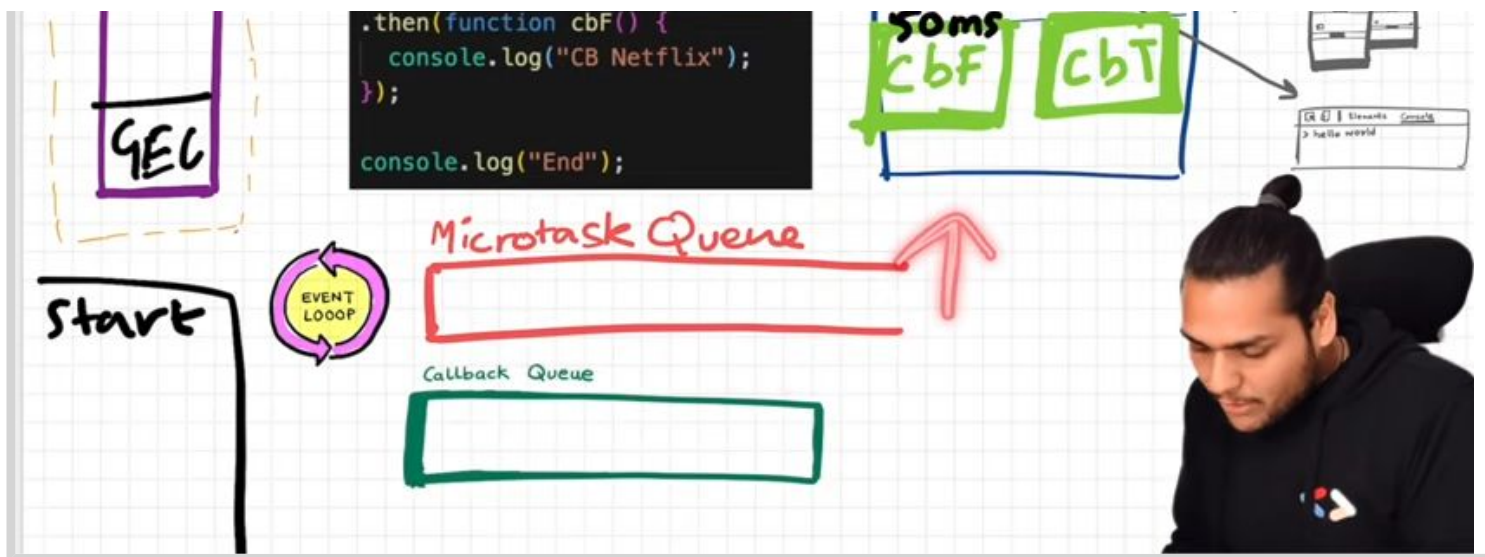 .then(function cbF() {
console.log("CB Netflix");
});
console.log("End");
GEC
50ms
CbF
CbT
Elements Console
> hello world
Microtask Queue
EVENT
LOOOP
Start
Callback Queue